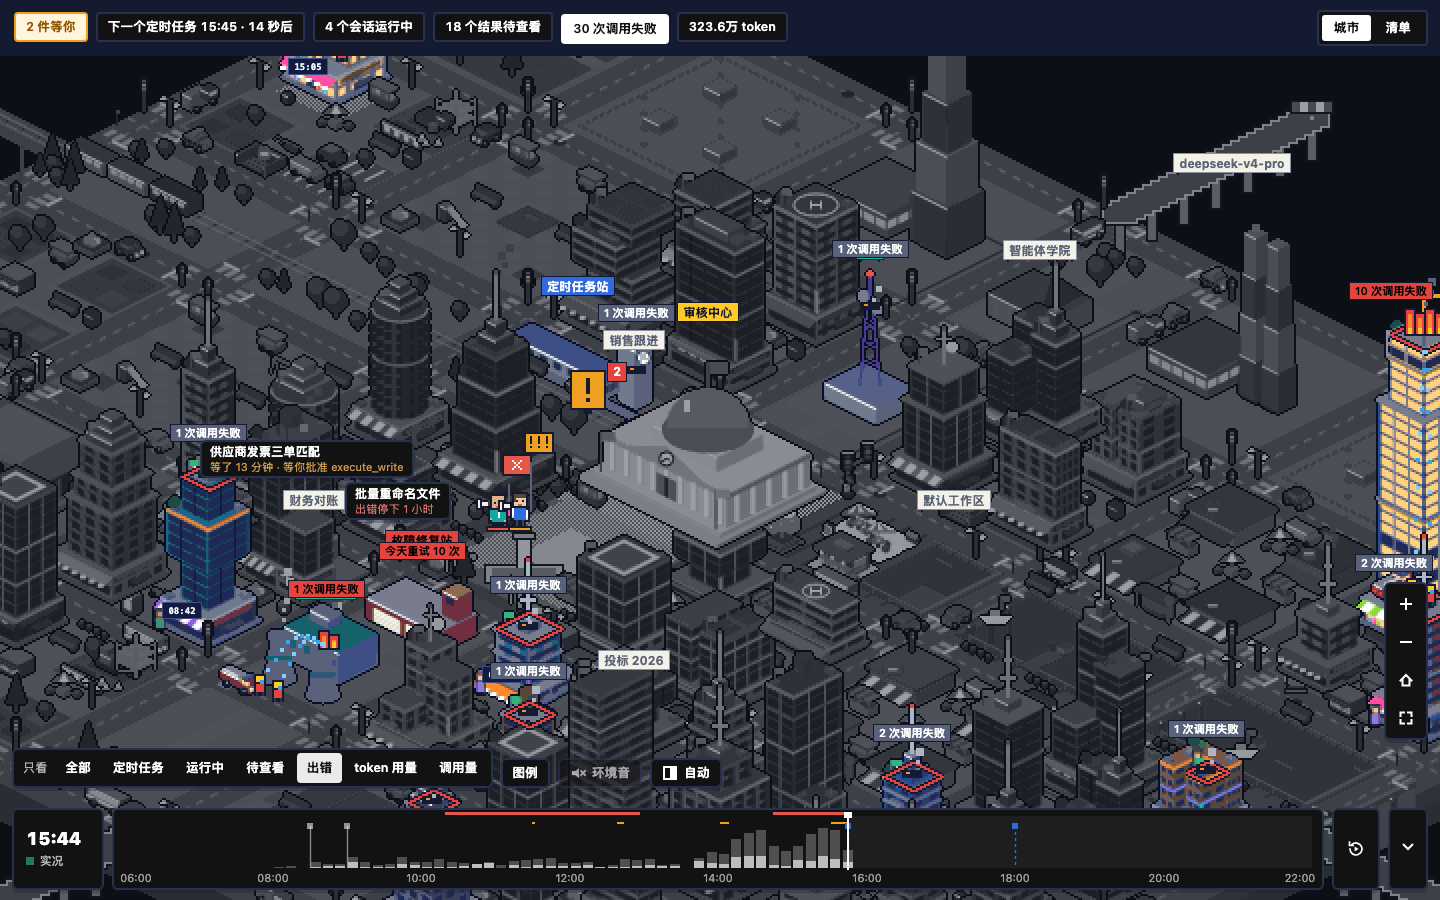 2 件等你
下一个定时任务 15:45 · 14 秒后
4 个会话运行中
18 个结果待查看
30 次调用失败
323.6万 token
城市
清单
15:05
deepseek-v4-pro
1 次调用失败
智能体学院
定时任务站
10 次调用失败
1 次调用失败
审核中心
销售跟进
2
!
1 次调用失败
!!!
供应商发票三单匹配
等了 13 分钟 · 等你批准 execute_write
财务对账
批量重命名文件
出错停下 1 小时
默认工作区
故障修复站
今天重试 10 次
2 次调用失败
1 次调用失败
1 次调用失败
08:42
1 次调用失败
投标 2026
2 次调用失败
1 次调用失败
只看
全部
定时任务
运行中
待查看
出错
token 用量
调用量
图例
环境音
自动
15:44
实况
06:00
08:00
10:00
12:00
14:00
16:00
18:00
20:00
22:00